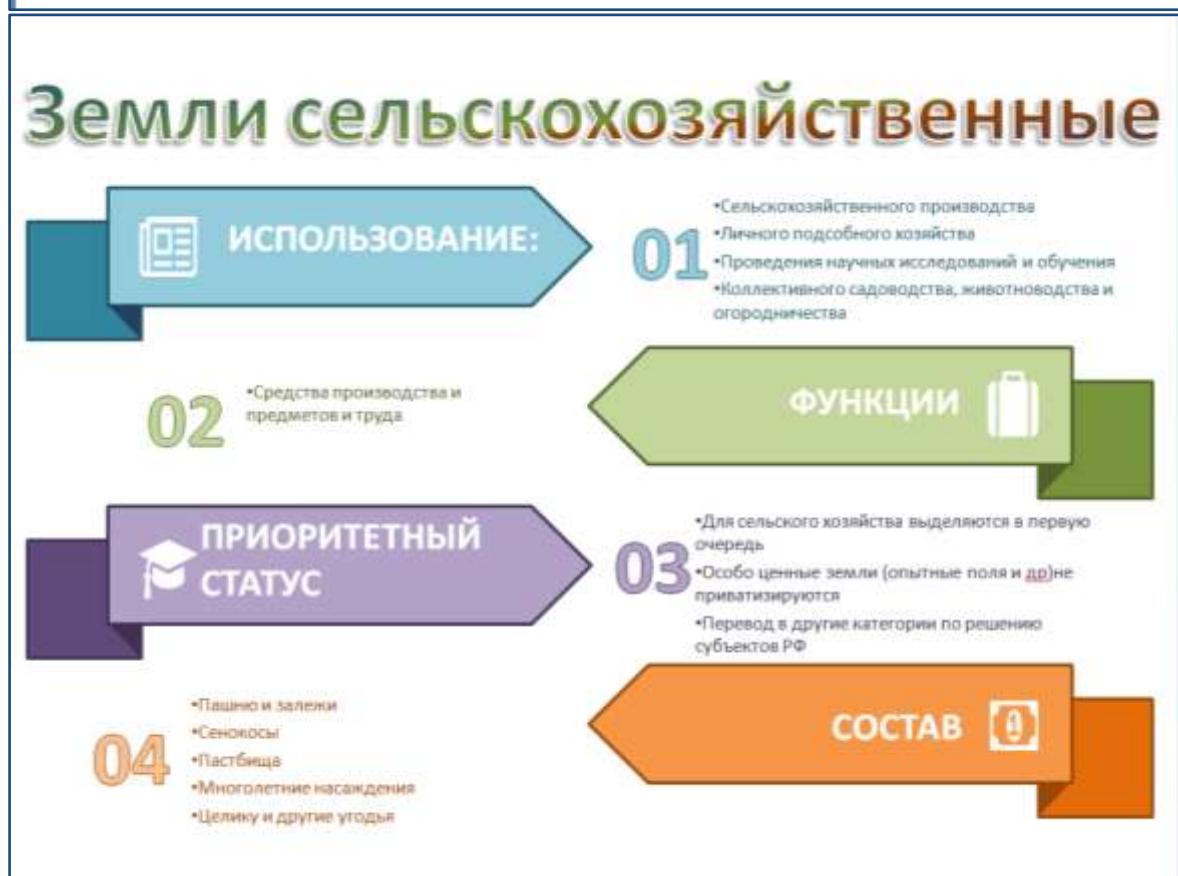 Земли сельскохозяйственные
ИСПОЛЬЗОВАНИЕ:
01
•Сельскохозяйственного производства
•Личного подсобного хозяйства
•Проведения научных исследований и обучения
•Коллективного садоводства, животноводства и
огородничества
02
•Средства производства и
предметов и труда
ФУНКЦИИ
ПРИОРИТЕТНЫЙ
СТАТУС
03
•Для сельского хозяйства выделяются в первую
очередь
•Особо ценные земли (опытные поля и др)не
приватизируются
•Перевод в другие категории по решению
субъектов РФ
04
•Пашню и залежи
•Сенокосы
•Пастбища
•Многолетние насаждения
•Целику и другие угодья
СОСТАВ